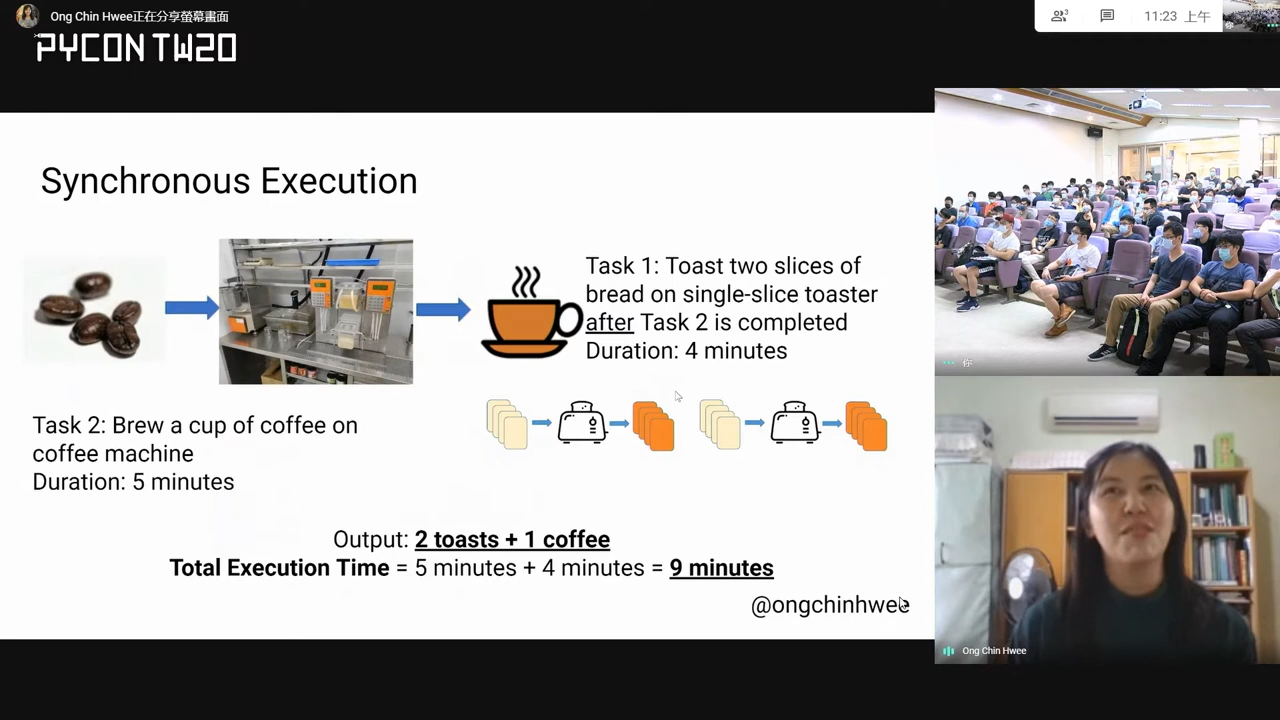 Ong Chin Hwee正在分享螢幕畫面
PYCON TW20
3
11:23 上午
你
Synchronous Execution
Task 1: Toast two slices of
bread on single-slice toaster
after Task 2 is completed
Duration: 4 minutes
Task 2: Brew a cup of coffee on
coffee machine
Duration: 5 minutes
Output: 2 toasts + 1 coffee
Total Execution Time = 5 minutes + 4 minutes = 9 minutes
@ongchinhwee
你
Ong Chin Hwee